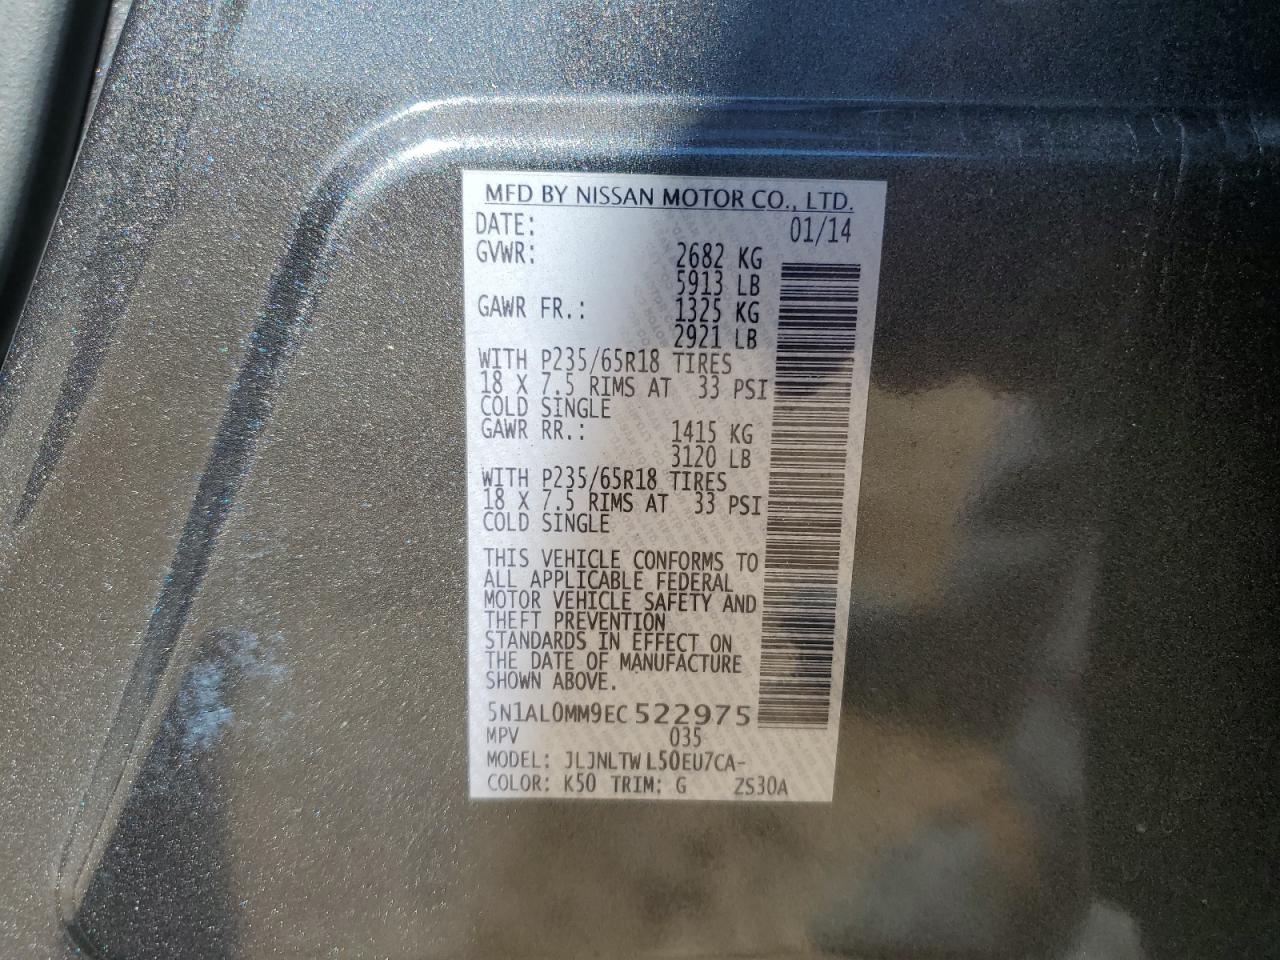 MFD BY NISSAN MOTOR CO., LTD.
DATE: 01/14
GVWR: 2682 KG
5913 LB
GAWR FR.: 1325 KG
2921 LB
WITH P235/65R18 TIRES
18 X 7.5 RIMS AT 33 PSI
COLD SINGLE
GAWR RR.: 1415 KG
3120 LB
WITH P235/65R18 TIRES
18 X 7.5 RIMS AT 33 PSI
COLD SINGLE
THIS VEHICLE CONFORMS TO
ALL APPLICABLE FEDERAL
MOTOR VEHICLE SAFETY AND
THEFT PREVENTION
STANDARDS IN EFFECT ON
THE DATE OF MANUFACTURE
SHOWN ABOVE.
5N1AL0MM9EC522975
MPV 035
MODEL: JLJNLTWL50EU7CA-
COLOR: K50 TRIM: G ZS30A